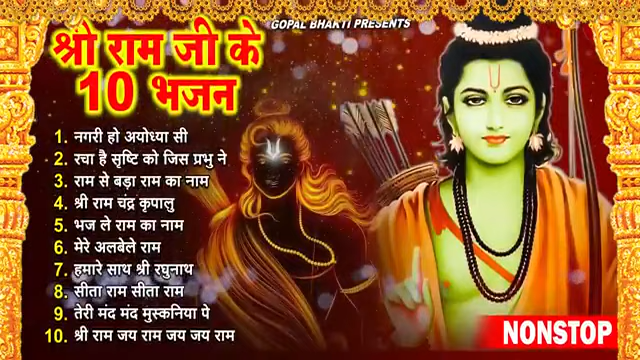 GOPAL BHAKTI PRESENTS
श्री राम जी के
10 भजन
1. नगरी हो अयोध्या सी
2. रचा है सृष्टि को जिस प्रभु ने
3. राम से बड़ा राम का नाम
4. श्री राम चंद्र कृपालु
5. भज ले राम का नाम
6. मेरे अलबेले राम
7. हमारे साथ श्री रघुनाथ
8. सीता राम सीता राम
9. तेरी मंद मंद मुस्कनिया पे
10. श्री राम जय राम जय जय राम
NONSTOP